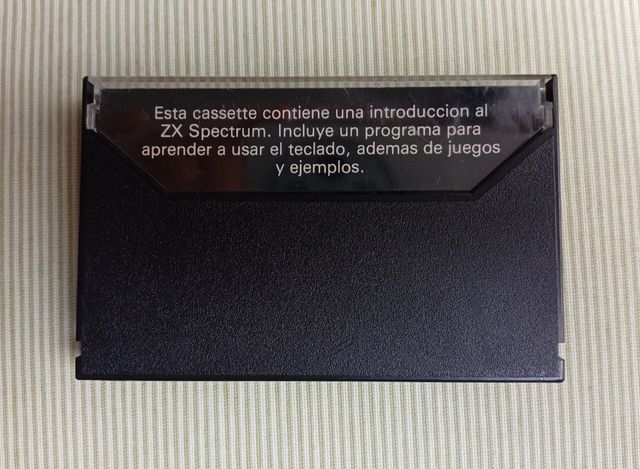 Esta cassette contiene una introduccion al
ZX Spectrum. Incluye un programa para
aprender a usar el teclado, ademas de juegos
y ejemplos.